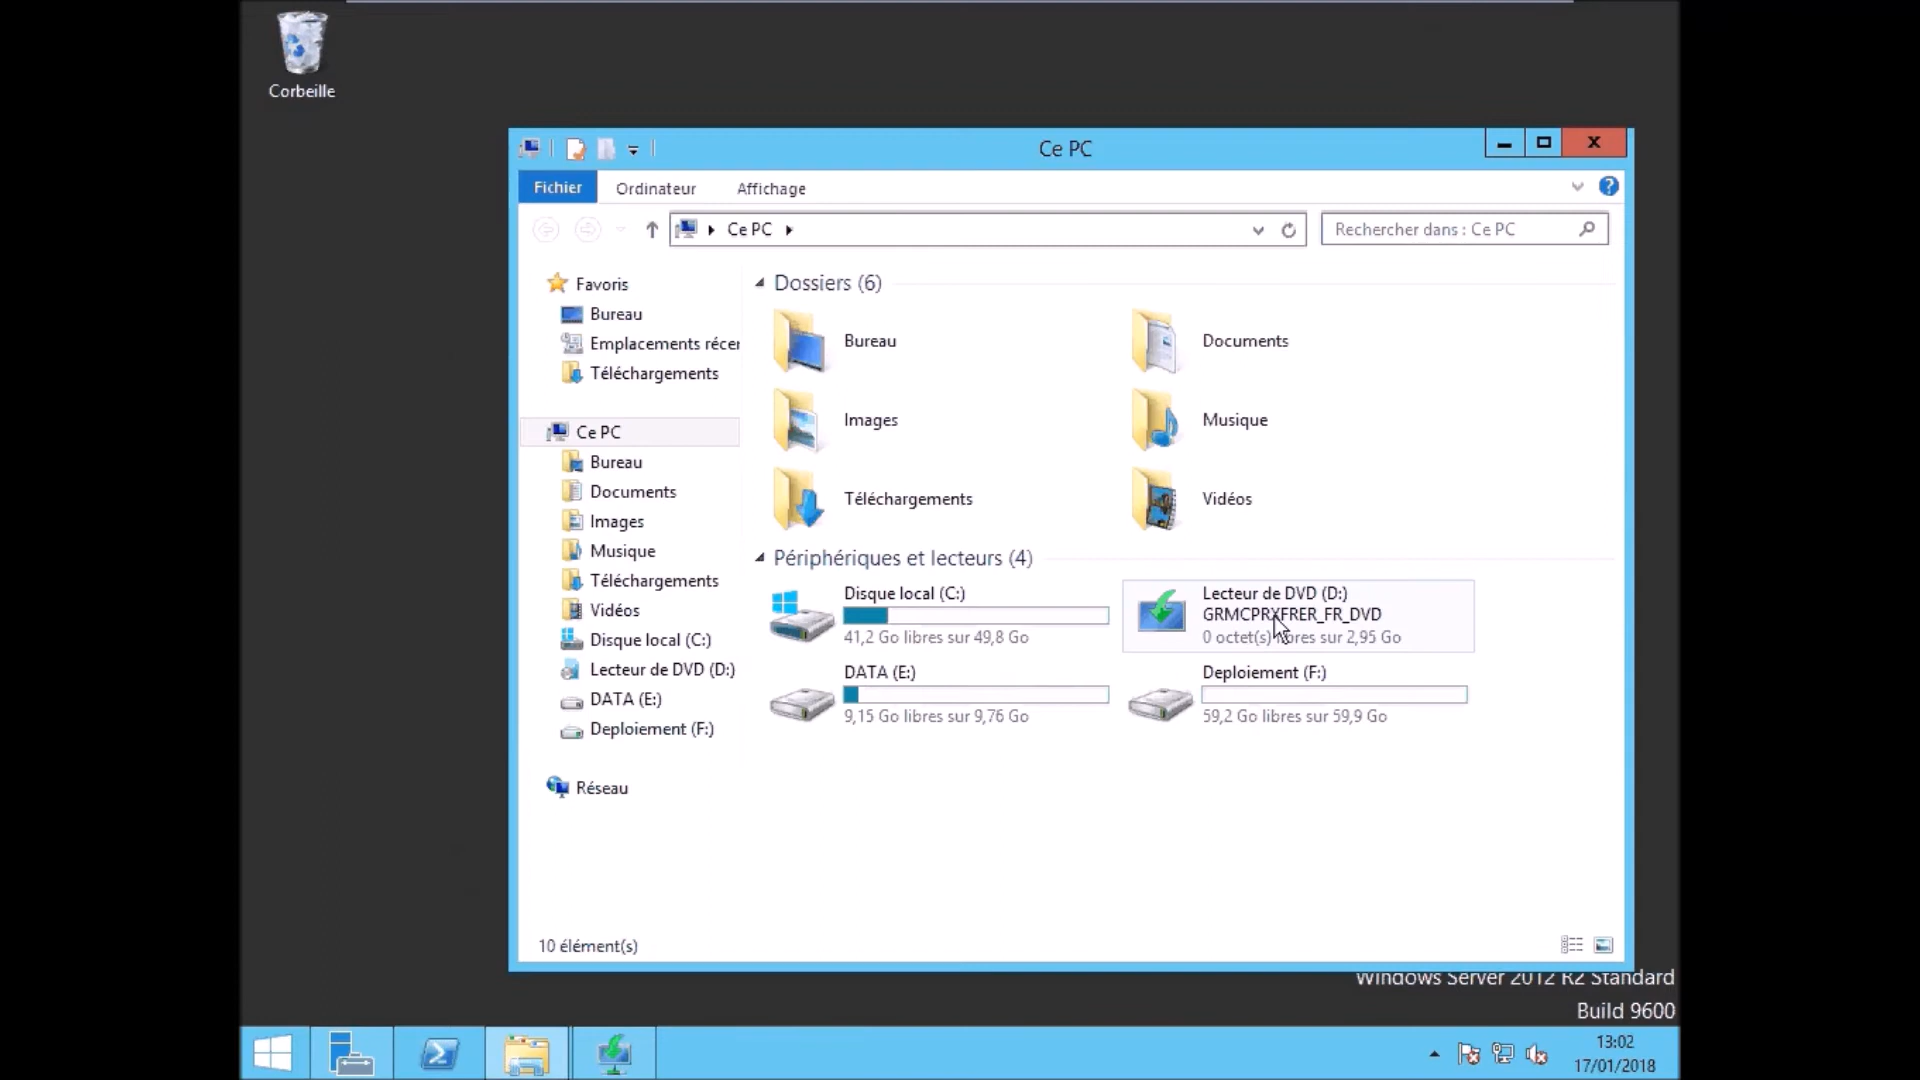 Corbeille
Ce PC
Fichier
Ordinateur
Affichage
Ce PC
Rechercher dans : Ce PC
Favoris
Bureau
Emplacements récer
Téléchargements
Ce PC
Bureau
Documents
Images
Musique
Téléchargements
Vidéos
Disque local (C:)
Lecteur de DVD (D:)
DATA (E:)
Deploiement (F:)
Réseau
Dossiers (6)
Bureau
Documents
Images
Musique
Téléchargements
Vidéos
Périphériques et lecteurs (4)
Disque local (C:)
41,2 Go libres sur 49,8 Go
Lecteur de DVD (D:)
GRMCPRXFRER_FR_DVD
0 octet(s) libres sur 2,95 Go
DATA (E:)
9,15 Go libres sur 9,76 Go
Deploiement (F:)
59,2 Go libres sur 59,9 Go
10 élément(s)
Windows Server 2012 R2 Standard
Build 9600
13:02
17/01/2018